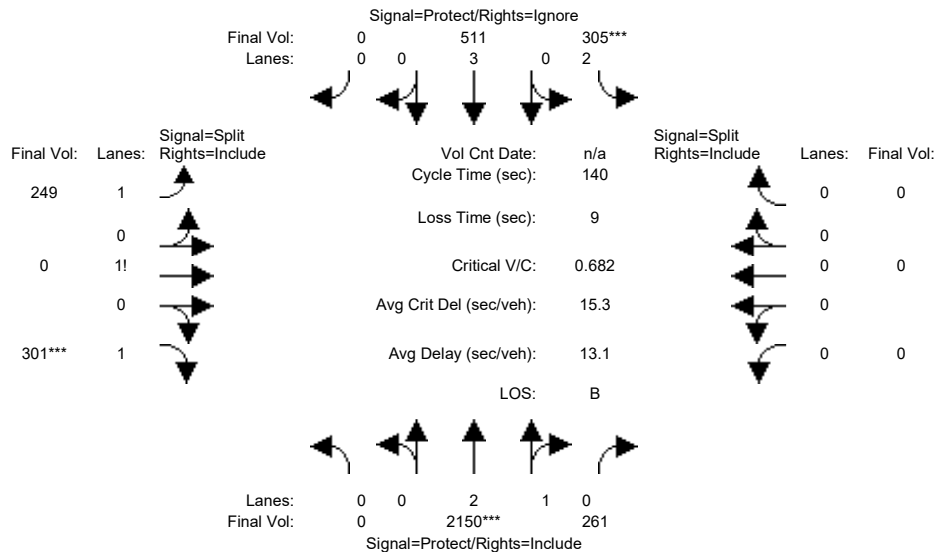 Signal=Protect/Rights=Ignore
Final Vol: 0 511 305***
Lanes: 0 0 3 0 2
Signal=Split
Final Vol: Lanes: Rights=Include
Vol Cnt Date: n/a
Signal=Split
Rights=Include Lanes: Final Vol:
Cycle Time (sec): 140
249 1
0 0
Loss Time (sec): 9
0
0
0 1!
Critical V/C: 0.682
0 0
0
Avg Crit Del (sec/veh): 15.3
0
301*** 1
Avg Delay (sec/veh): 13.1
0 0
LOS: B
Lanes: 0 0 2 1 0
Final Vol: 0 2150*** 261
Signal=Protect/Rights=Include